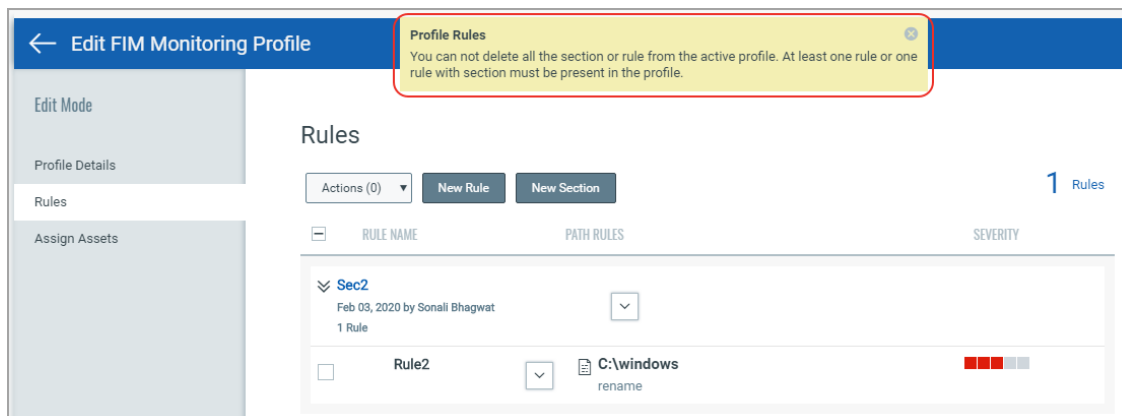 Edit FIM Monitoring Profile
Profile Rules
You can not delete all the section or rule from the active profile. At least one rule or one
rule with section must be present in the profile.
Edit Mode
Profile Details
Rules
Assign Assets
Rules
Actions (0)
New Rule
New Section
1 Rules
RULE NAME
PATH RULES
SEVERITY
Sec2
Feb 03, 2020 by Sonali Bhagwat
1 Rule
Rule2
C:\windows
rename